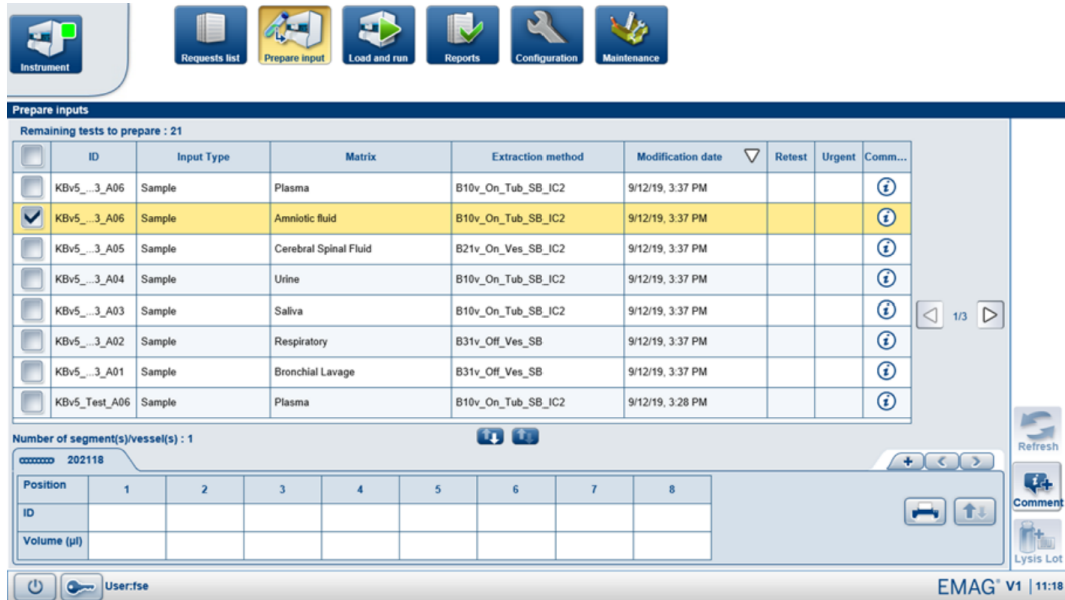 Instrument
Requests list
Prepare input
Load and run
Reports
Configuration
Maintenance
Prepare inputs
Remaining tests to prepare : 21
ID Input Type Matrix Extraction method Modification date Retest Urgent Comm...
KBv5_...3_A06 Sample Plasma B10v_On_Tub_SB_IC2 9/12/19, 3:37 PM
KBv5_...3_A06 Sample Amniotic fluid B10v_On_Tub_SB_IC2 9/12/19, 3:37 PM
KBv5_...3_A05 Sample Cerebral Spinal Fluid B21v_On_Ves_SB_IC2 9/12/19, 3:37 PM
KBv5_...3_A04 Sample Urine B10v_On_Tub_SB_IC2 9/12/19, 3:37 PM
KBv5_...3_A03 Sample Saliva B10v_On_Tub_SB_IC2 9/12/19, 3:37 PM
KBv5_...3_A02 Sample Respiratory B31v_Off_Ves_SB 9/12/19, 3:37 PM
KBv5_...3_A01 Sample Bronchial Lavage B31v_Off_Ves_SB 9/12/19, 3:37 PM
KBv5_Test_A06 Sample Plasma B10v_On_Tub_SB_IC2 9/12/19, 3:28 PM
1/3
Number of segment(s)/vessel(s) : 1
202118
Position 1 2 3 4 5 6 7 8
ID
Volume (µl)
Refresh
Comment
Lysis Lot
User:fse
EMAG® V1 | 11:18